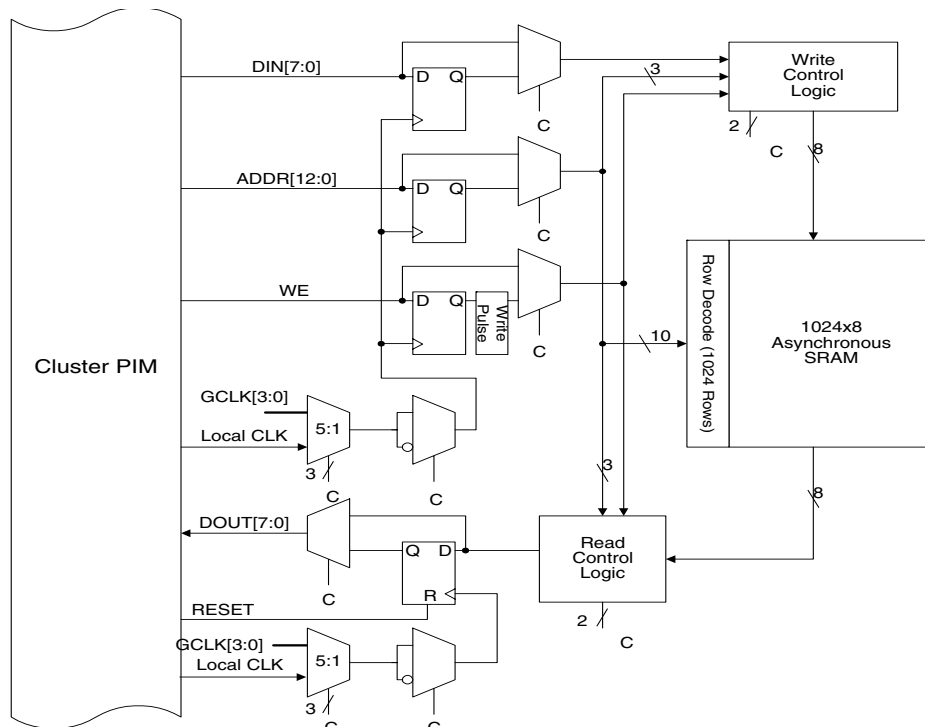 DIN[7:0]
D Q
C
3
Write
Control
Logic
2
C
8
ADDR[12:0]
D Q
C
WE
D Q
Write
Pulse
C
10
Row Decode (1024 Rows)
1024x8
Asynchronous
SRAM
Cluster PIM
GCLK[3:0]
Local CLK
5:1
3
C
C
3
8
DOUT[7:0]
C
Q D
R
Read
Control
Logic
2
C
RESET
GCLK[3:0]
Local CLK
5:1
3
C
C